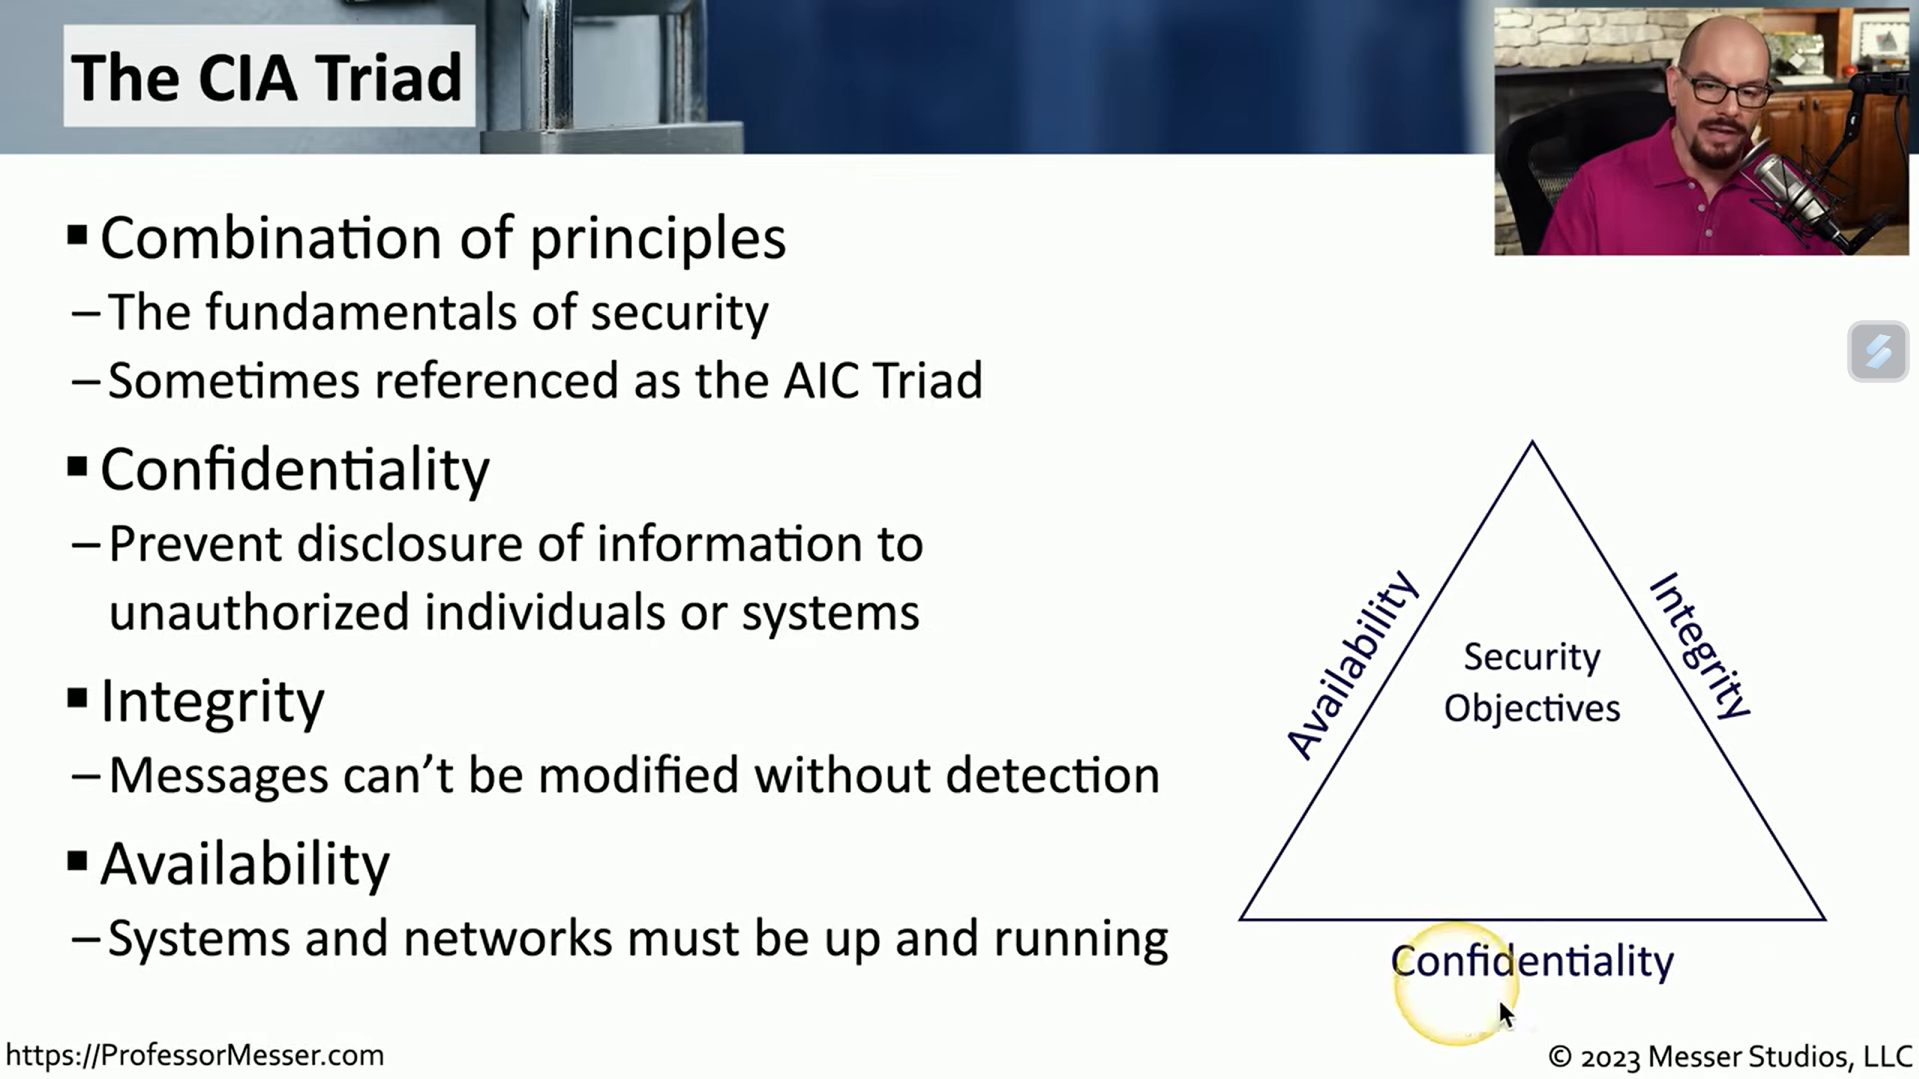 The CIA Triad
▪ Combination of principles
– The fundamentals of security
– Sometimes referenced as the AIC Triad
▪ Confidentiality
– Prevent disclosure of information to
unauthorized individuals or systems
▪ Integrity
– Messages can’t be modified without detection
▪ Availability
– Systems and networks must be up and running
Availability
Integrity
Security
Objectives
Confidentiality
https://ProfessorMesser.com
© 2023 Messer Studios, LLC